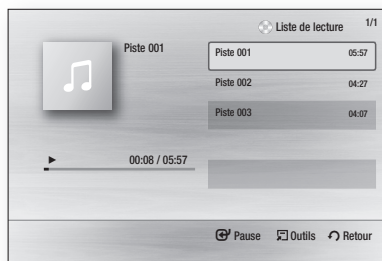 Liste de lecture 1/1
Piste 001
Piste 001 05:57
Piste 002 04:27
Piste 003 04:07
00:08 / 05:57
Pause Outils Retour